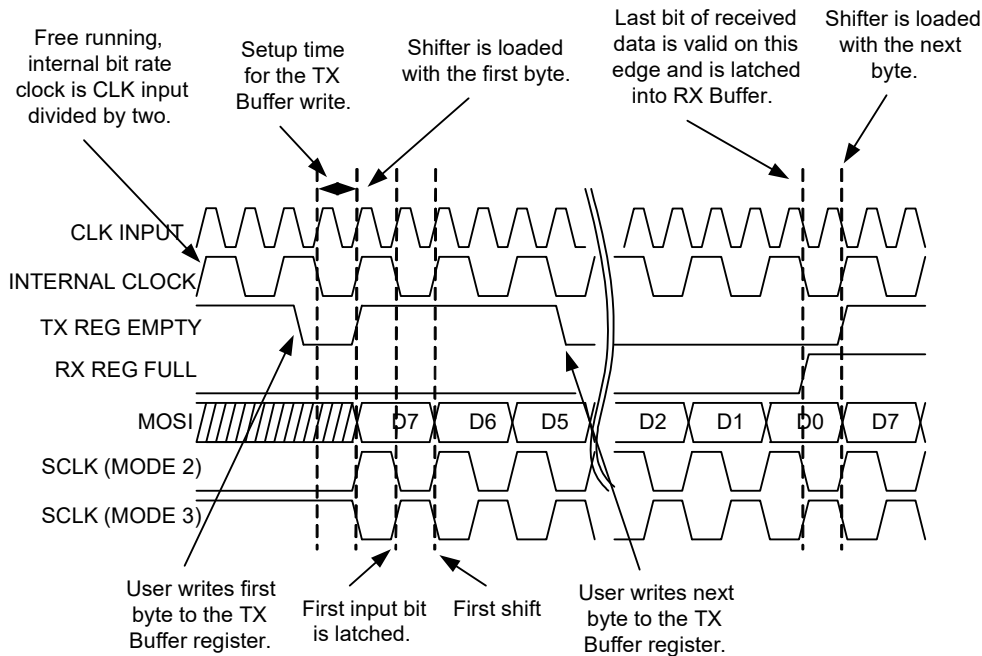 Free running,
internal bit rate
clock is CLK input
divided by two.
Setup time
for the TX
Buffer write.
Shifter is loaded
with the first byte.
Last bit of received
data is valid on this
edge and is latched
into RX Buffer.
Shifter is loaded
with the next
byte.
CLK INPUT
INTERNAL CLOCK
TX REG EMPTY
RX REG FULL
MOSI
D7
D6
D5
D2
D1
D0
D7
SCLK (MODE 2)
SCLK (MODE 3)
User writes first
byte to the TX
Buffer register.
First input bit
is latched.
First shift
User writes next
byte to the TX
Buffer register.